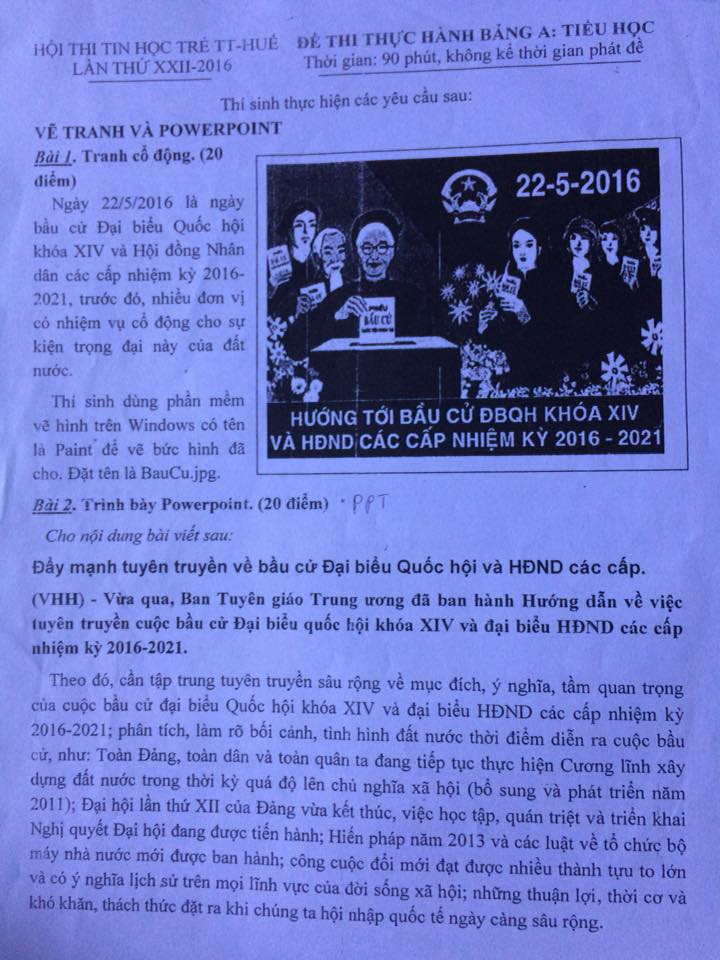 HỘI THI TIN HỌC TRẺ TT-HUẾ
LẦN THỨ XXII-2016
ĐỀ THI THỰC HÀNH BẢNG A: TIỂU HỌC
Thời gian: 90 phút, không kể thời gian phát đề
Thí sinh thực hiện các yêu cầu sau:
VẼ TRANH VÀ POWERPOINT
Bài 1. Tranh cổ động. (20
điểm)
Ngày 22/5/2016 là ngày
bầu cử Đại biểu Quốc hội
khóa XIV và Hội đồng Nhân
dân các cấp nhiệm kỳ 2016-
2021, trước đó, nhiều đơn vị
có nhiệm vụ cổ động cho sự
kiện trọng đại này của đất
nước.
Thí sinh dùng phần mềm
vẽ hình trên Windows có tên
là Paint để vẽ bức hình đã
cho. Đặt tên là BauCu.jpg.
22-5-2016
PHIẾU
BẦU CỬ
HƯỚNG TỚI BẦU CỬ ĐBQH KHÓA XIV
VÀ HĐND CÁC CẤP NHIỆM KỲ 2016 - 2021
Bài 2. Trình bày Powerpoint. (20 điểm) . PPT
Cho nội dung bài viết sau:
Đẩy mạnh tuyên truyền về bầu cử Đại biểu Quốc hội và HĐND các cấp.
(VHH) - Vừa qua, Ban Tuyên giáo Trung ương đã ban hành Hướng dẫn về việc
tuyên truyền cuộc bầu cử Đại biểu quốc hội khóa XIV và đại biểu HĐND các cấp
nhiệm kỳ 2016-2021.
Theo đó, cần tập trung tuyên truyền sâu rộng về mục đích, ý nghĩa, tầm quan trọng
của cuộc bầu cử đại biểu Quốc hội khóa XIV và đại biểu HĐND các cấp nhiệm kỳ
2016-2021; phân tích, làm rõ bối cảnh, tình hình đất nước thời điểm diễn ra cuộc bầu
cử, như: Toàn Đảng, toàn dân và toàn quân ta đang tiếp tục thực hiện Cương lĩnh xây
dựng đất nước trong thời kỳ quá độ lên chủ nghĩa xã hội (bổ sung và phát triển năm
2011); Đại hội lần thứ XII của Đảng vừa kết thúc, việc học tập, quán triệt và triển khai
Nghị quyết Đại hội đang được tiến hành; Hiến pháp năm 2013 và các luật về tổ chức bộ
máy nhà nước mới được ban hành; công cuộc đổi mới đạt được nhiều thành tựu to lớn
và có ý nghĩa lịch sử trên mọi lĩnh vực của đời sống xã hội; những thuận lợi, thời cơ và
khó khăn, thách thức đặt ra khi chúng ta hội nhập quốc tế ngày càng sâu rộng.